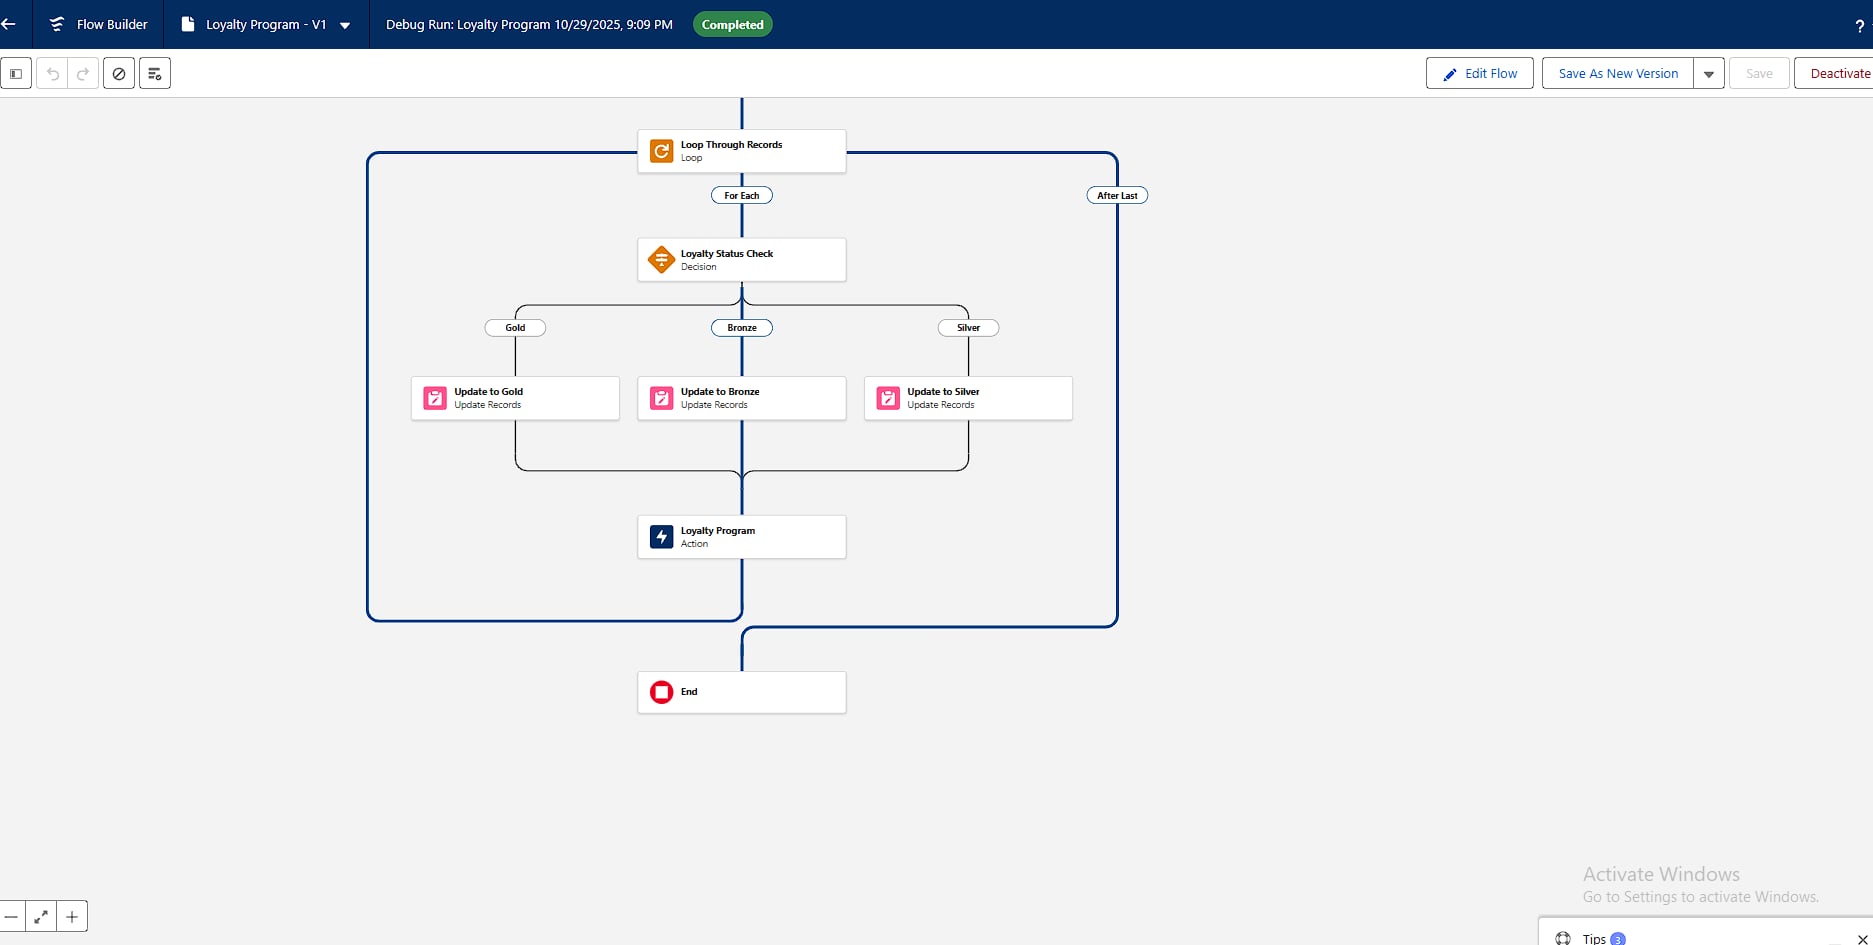 Flow Builder
Loyalty Program - V1
Debug Run: Loyalty Program 10/29/2025, 9:09 PM
Completed
?
Edit Flow
Save As New Version
Save
Deactivate
Loop Through Records
Loop
For Each
After Last
Loyalty Status Check
Decision
Gold
Bronze
Silver
Update to Gold
Update Records
Update to Bronze
Update Records
Update to Silver
Update Records
Loyalty Program
Action
End
Activate Windows
Go to Settings to activate Windows.
Tips 3